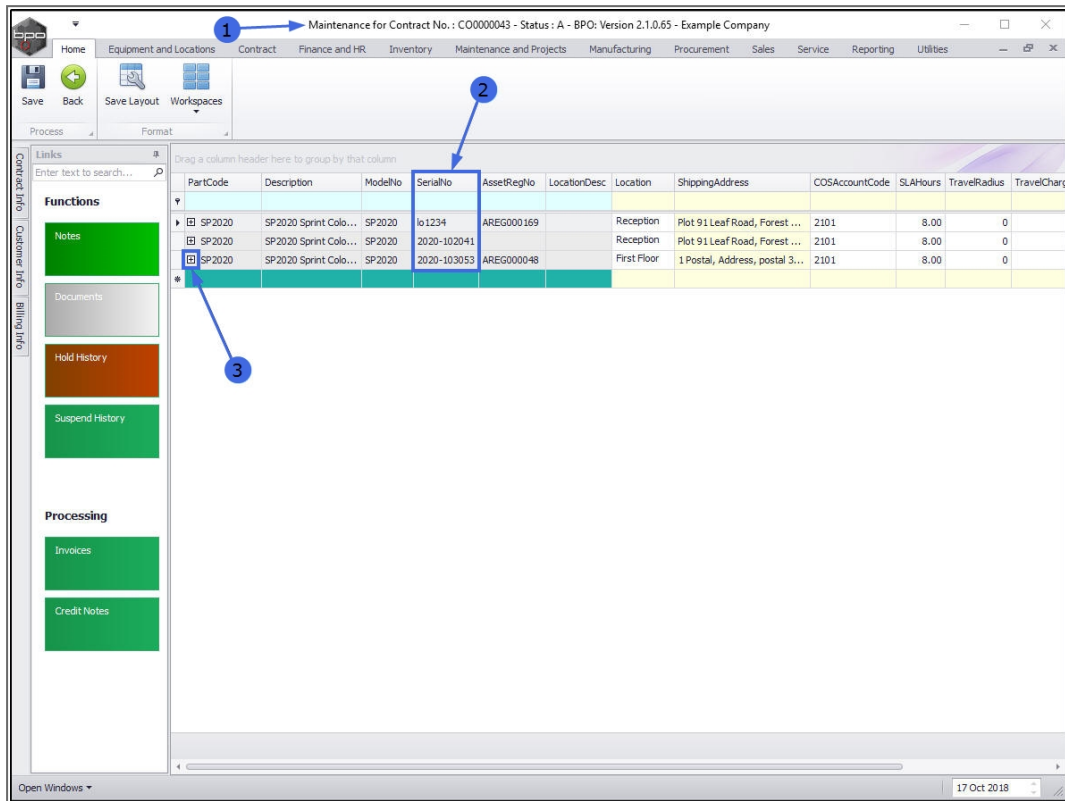 1
Maintenance for Contract No. : CO0000043 - Status : A - BPO: Version 2.1.0.65 - Example Company
bpo
Home Equipment and Locations Contract Finance and HR Inventory Maintenance and Projects Manufacturing Procurement Sales Service Reporting Utilities
Save Back Save Layout Workspaces
2
Process Format
Links
Enter text to search...
Contract Info
Customer Info
Billing Info
Functions
Notes
Documents
Hold History
Suspend History
Processing
Invoices
Credit Notes
Drag a column header here to group by that column
PartCode Description ModelNo SerialNo AssetRegNo LocationDesc Location ShippingAddress COSAccountCode SLAHours TravelRadius TravelCharg
SP2020 SP2020 Sprint Colo... SP2020 lo1234 AREG000169 Reception Plot 91 Leaf Road, Forest ... 2101 8.00 0
SP2020 SP2020 Sprint Colo... SP2020 2020-102041 Reception Plot 91 Leaf Road, Forest ... 2101 8.00 0
SP2020 SP2020 Sprint Colo... SP2020 2020-103053 AREG000048 First Floor 1 Postal, Address, postal 3... 2101 8.00 0
3
Open Windows
17 Oct 2018